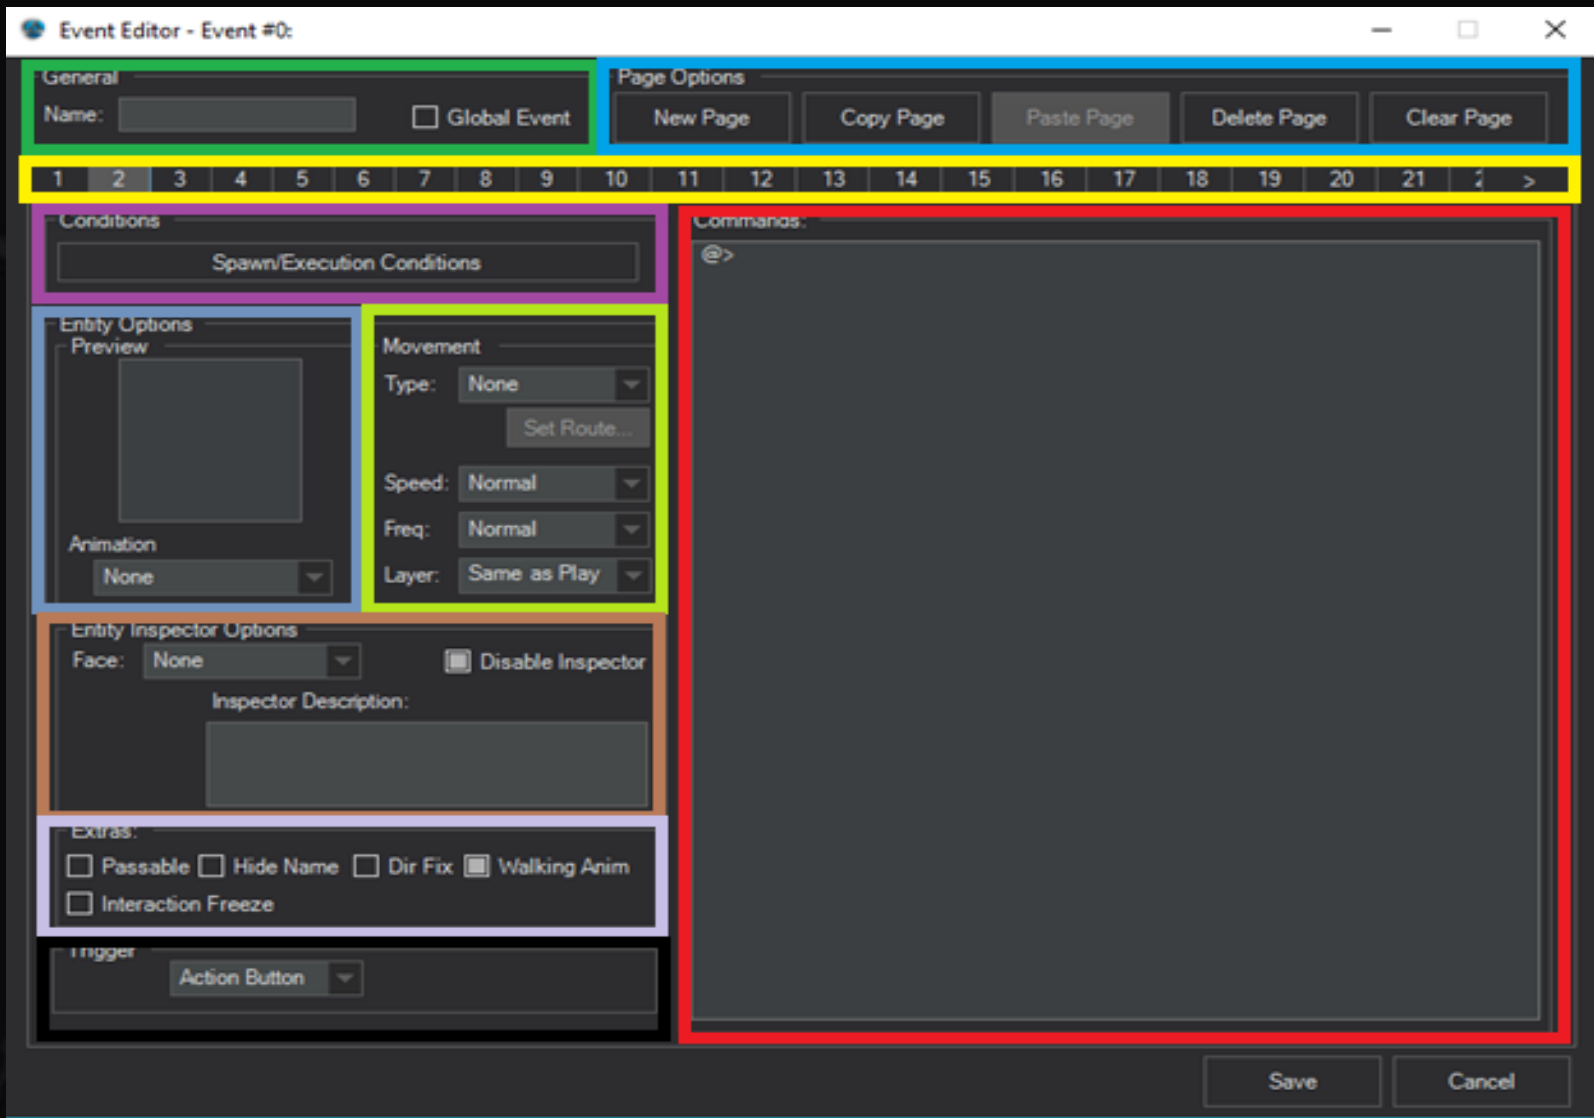 Event Editor - Event #0:
General
Page Options
Name:
Global Event
New Page
Copy Page
Paste Page
Delete Page
Clear Page
1 2 3 4 5 6 7 8 9 10 11 12 13 14 15 16 17 18 19 20 21 >
Conditions
Spawn/Execution Conditions
Commands:
@>
Entity Options
Preview
Animation
None
Movement
Type: None
Set Route...
Speed: Normal
Freq: Normal
Layer: Same as Play
Entity Inspector Options
Face: None
Disable Inspector
Inspector Description:
Extras:
Passable Hide Name Dir Fix Walking Anim
Interaction Freeze
Trigger
Action Button
Save
Cancel